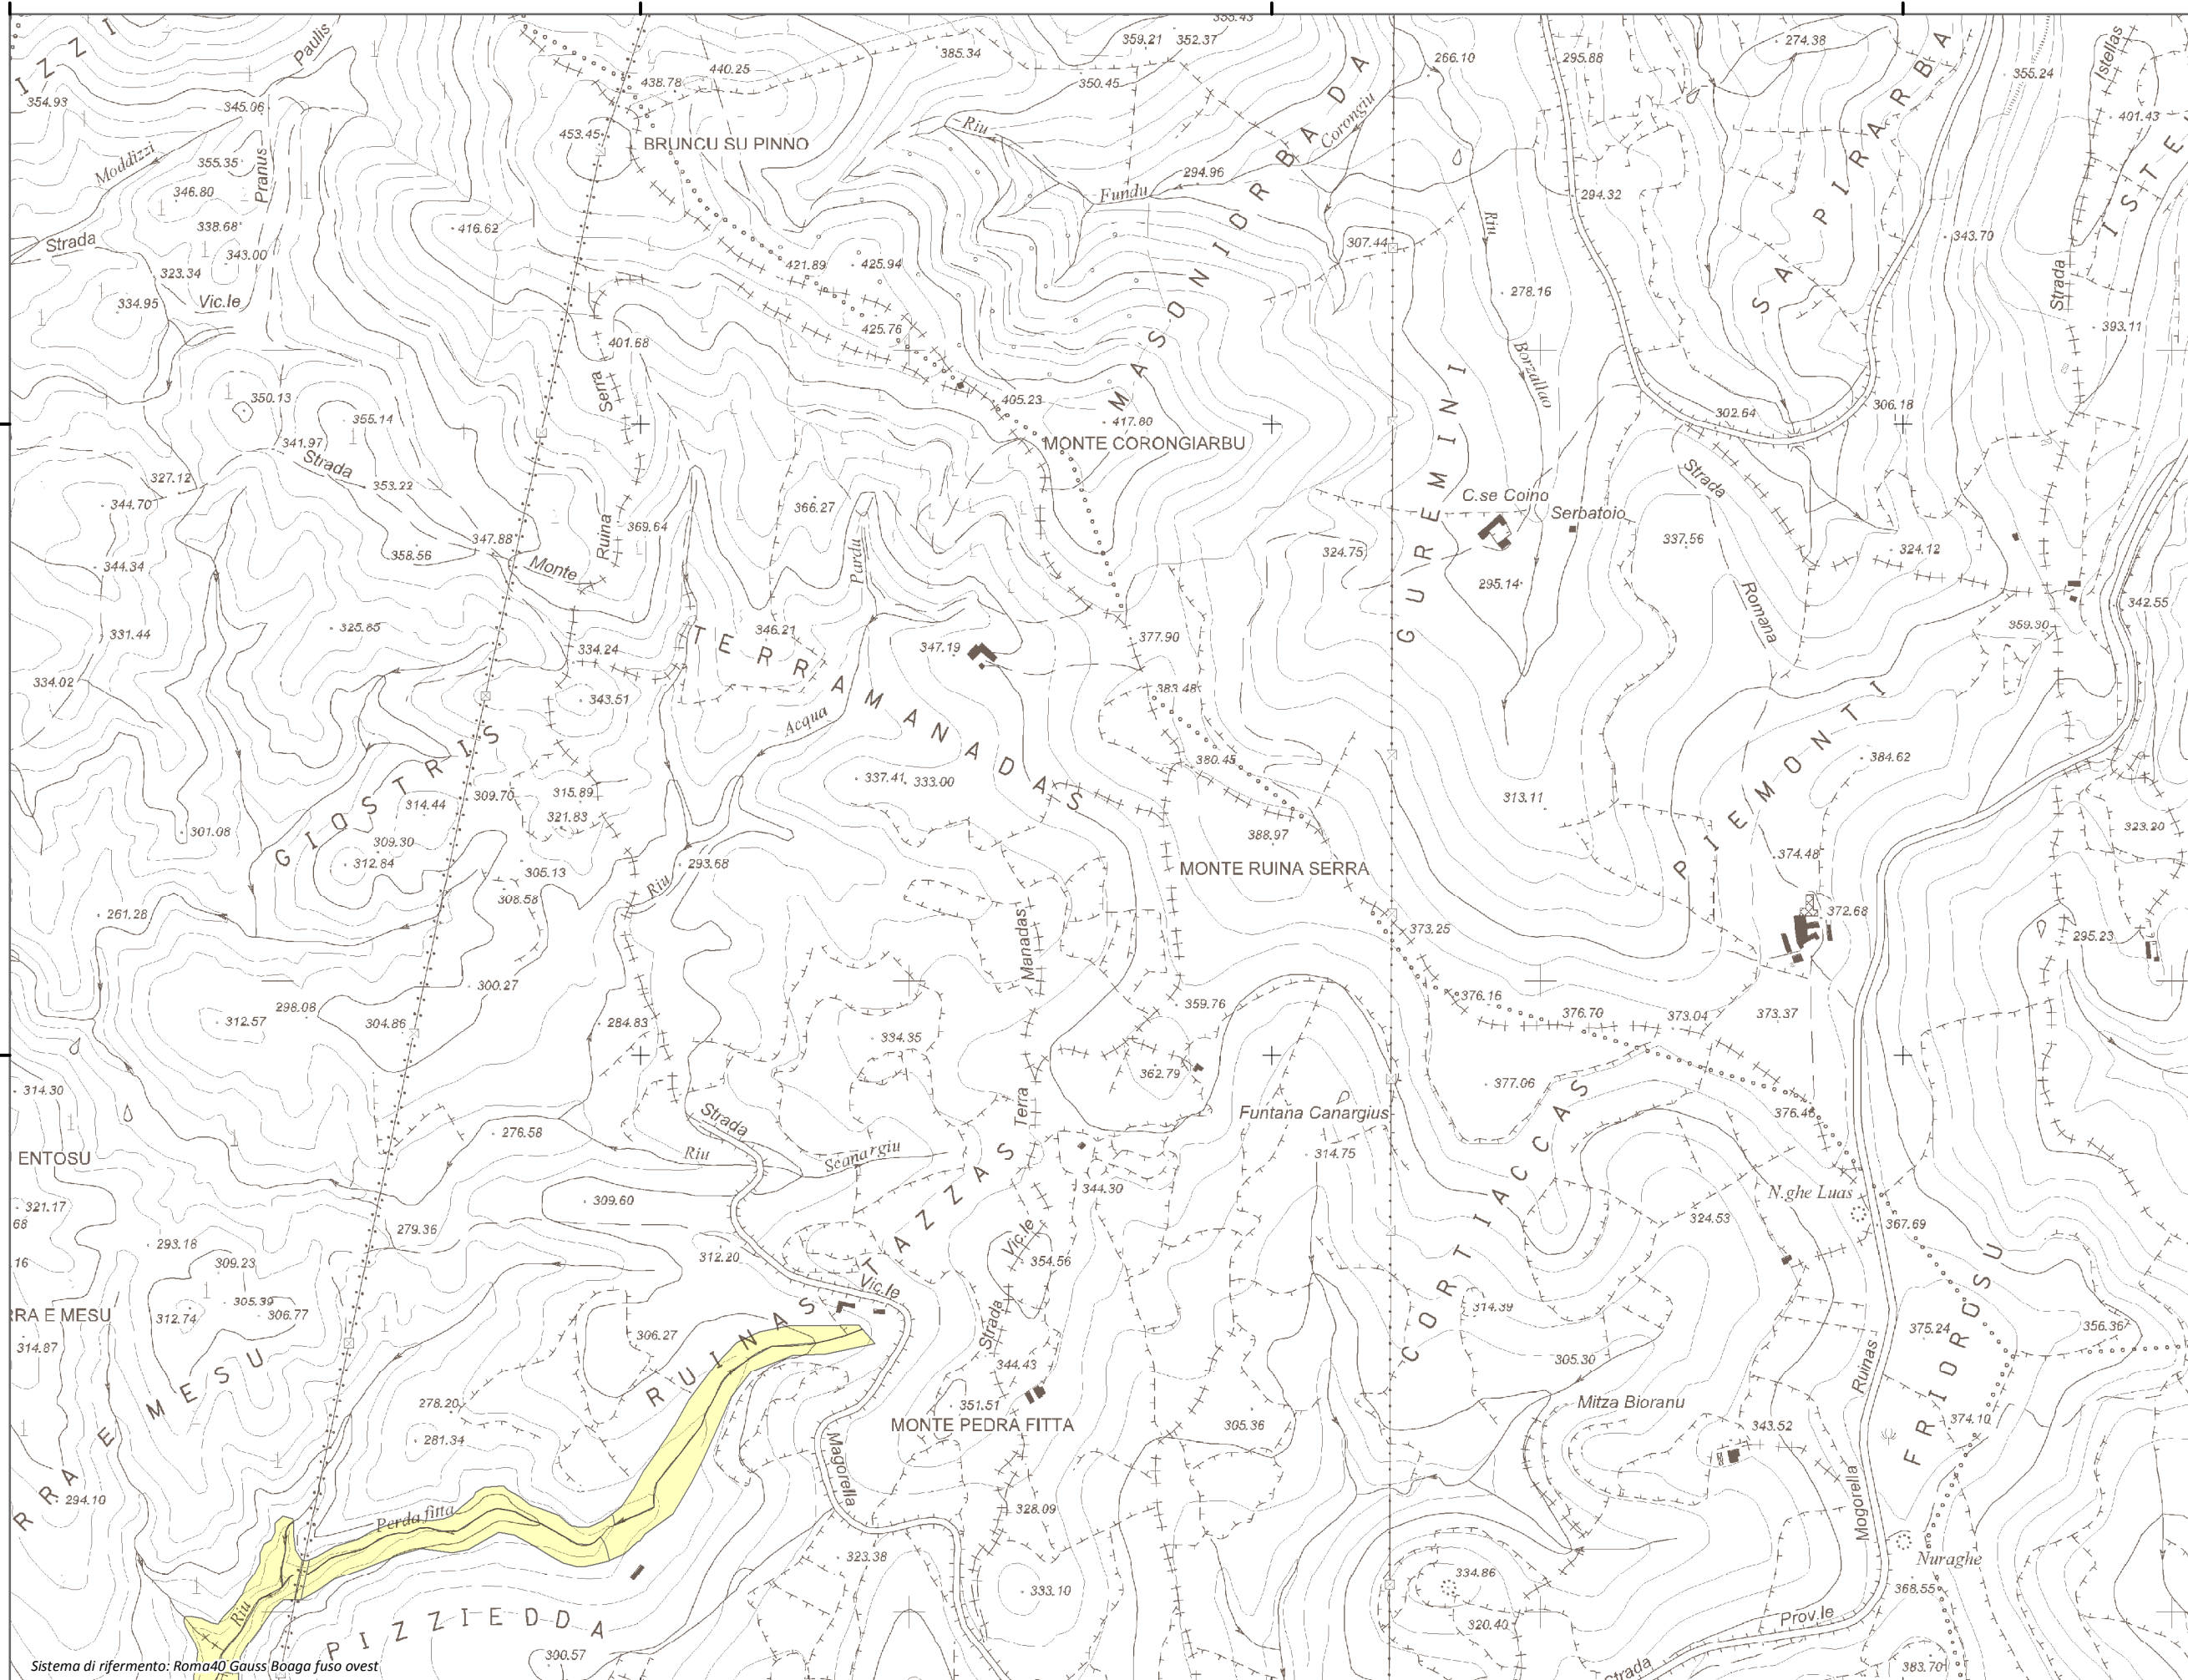 355.43
I Z Z I
Paulis
359.21
352.37
385.34
350.45
440.25
438.78
266.10
295.88
274.38
355.24
Istellas
354.93
345.06
453.45
BRUNCU SU PINNO
Riu
Corongiu
401.43
Moddizzi
355.35
Pranus
346.80
338.68
343.00
Strada
323.34
Vic.le
334.95
416.62
Fundu
294.96
MASONI ORBADA
307.44
Riu
294.32
SA PIRARBA
343.70
ISTE
421.89
425.94
278.16
Strada
425.76
401.68
393.11
Serra
Borzallao
350.13
355.14
405.23
417.80
MONTE CORONGIARBU
302.64
306.18
341.97
Strada
353.22
327.12
344.70
366.27
GUREMINI
C.se Coino
Serbatoio
Strada
369.64
Ruina
347.88
358.56
Monte
344.34
Pardu
324.75
337.56
324.12
295.14
Romana
342.55
359.30
331.44
325.85
334.24
346.21
TERRAMANADAS
347.19
377.90
334.02
343.51
383.48
Acqua
380.45
384.62
337.41
333.00
GIOSTRIS
314.44
309.70
315.89
321.83
313.11
PIEMONTI
323.20
301.08
309.30
312.84
388.97
MONTE RUINA SERRA
374.48
305.13
308.58
293.68
Riu
261.28
372.68
373.25
295.23
Manadas
300.27
298.08
312.57
304.86
284.83
359.76
376.16
376.70
373.04
373.37
334.35
362.79
377.06
314.30
Terra
Funtana Canargius
376.46
276.58
Strada
Riu
Scanargiu
ENTOSU
314.75
344.30
309.60
N.ghe Luas
321.17
68
279.36
324.53
367.69
293.18
312.20
TAZZAS
Vic.le
354.56
16
309.23
Vic.le
CORTIACCAS
305.39
306.77
312.74
RRA E MESU
306.27
314.39
375.24
356.36
314.87
RUINAS
Strada
344.43
305.30
Ruinas
FRIOROSU
RRA E MESU
278.20
351.51
MONTE PEDRA FITTA
305.36
Mitza Bioranu
343.52
374.10
281.34
Magorella
294.10
328.09
Mogorella
Perda fitta
323.38
Nuraghe
333.10
334.86
368.55
Riu
PIZZIEDDA
320.40
Prov.le
300.57
Strada
383.70
Sistema di rifermento: Roma40 Gauss Boaga fuso ovest